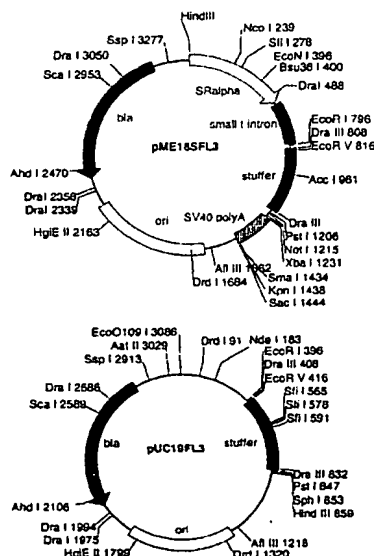 HindIII
Nco I 239
Sfi I 278
EcoN I 396
Bsu36 I 400
DraI 488
Ssp I 3277
Dra I 3050
Sca I 2953
SRalpha
small t intron
EcoR I 796
Dra III 808
EcoR V 816
bla
pME18SFL3
stuffer
Acc I 961
Ahd I 2470
DraI 2358
DraI 2339
ori
SV40 polyA
Dra III
Pst I 1206
Not I 1215
Xba I 1231
HgiE II 2163
Afl III
Drd I 1684
Sma I 1434
Kpn I 1438
Sac I 1444
EcoO109 I 3086
Aat II 3029
Ssp I 2913
Drd I 91
Nde I 183
EcoR I 396
Dra III 408
EcoR V 416
Sfi I 565
Sfi I 578
Sfi I 591
Dra I
Sca I 2589
bla
pUC19FL3
stuffer
Dra III 832
Pst I 847
Sph I 853
Hind III 859
Ahd I 2106
Dra I 1994
Dra I 1975
ori
Afl III 1218
HgiE II 1799
Drd I 1320